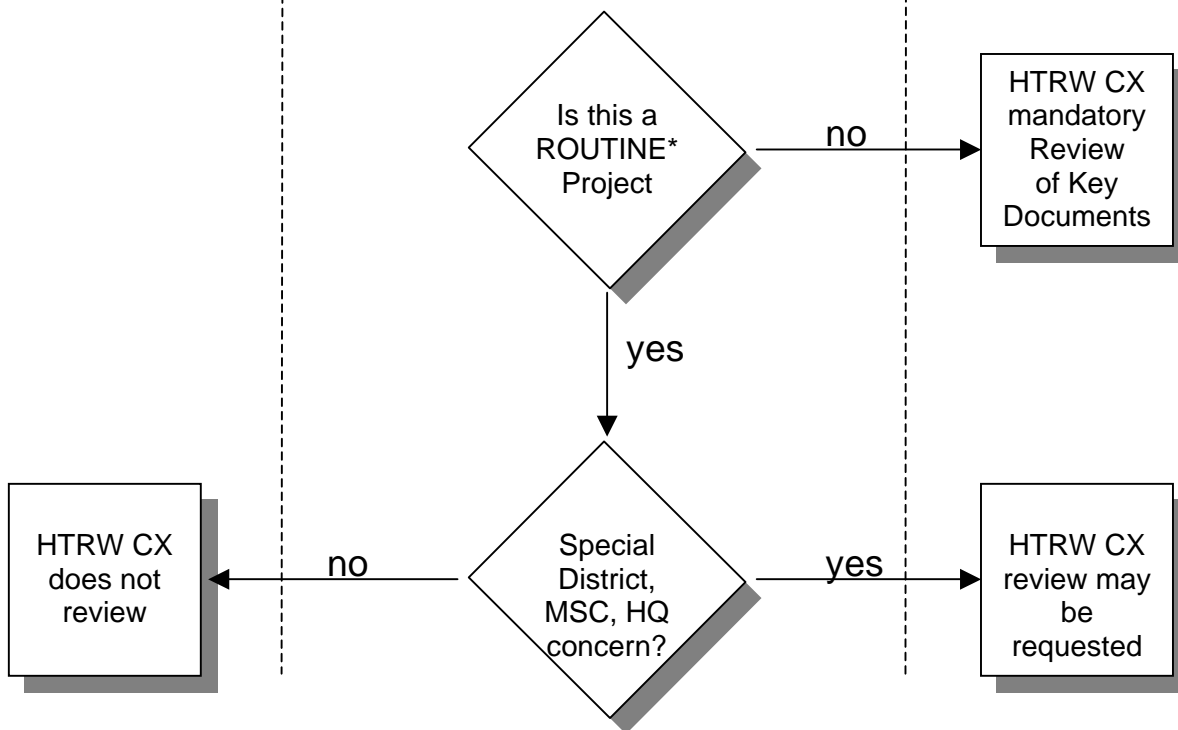 Is this a
ROUTINE*
Project
no
HTRW CX
mandatory
Review
of Key
Documents
yes
HTRW CX
does not
review
no
Special
District,
MSC, HQ
concern?
yes
HTRW CX
review may
be
requested